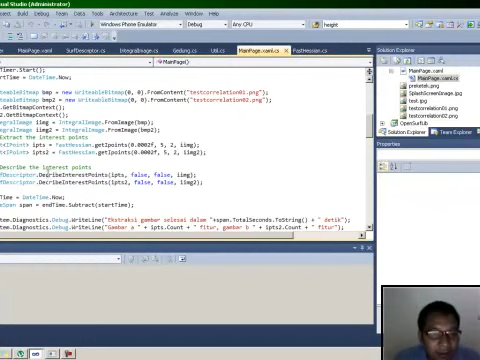 Visual Studio (Administrator)
Project Build Debug Team Data Tools Architecture Test Analyze Window Help
Windows Phone Emulator Debug Any CPU height
MainPage.xaml SurfDescriptor.cs IntegralImage.cs Gedung.cs Util.cs MainPage.xaml.cs FastHessian.cs
MainPage()
Timer.Start();
rtTime = DateTime.Now;
teableBitmap bmp = new WriteableBitmap(0, 0).FromContent("testcorrelation01.png");
teableBitmap bmp2 = new WriteableBitmap(0, 0).FromContent("testcorrelation02.png");
.GetBitmapContext();
2.GetBitmapContext();
egralImage iimg = IntegralImage.FromImage(bmp);
egralImage iimg2 = IntegralImage.FromImage(bmp2);
Extract the interest points
t<IPoint> ipts = FastHessian.getIpoints(0.0002f, 5, 2, iimg);
t<IPoint> ipts2 = FastHessian.getIpoints(0.0002f, 5, 2, iimg2);
Describe the interest points
fDescriptor.DecribeInterestPoints(ipts, false, false, iimg);
fDescriptor.DecribeInterestPoints(ipts2, false, false, iimg2);
Time = DateTime.Now;
eSpan span = endTime.Subtract(startTime);
tem.Diagnostics.Debug.WriteLine("Ekstraksi gambar selesai dalam "+span.TotalSeconds.ToString() + " detik");
tem.Diagnostics.Debug.WriteLine("Gambar a " + ipts.Count + " fitur, gambar b " + ipts2.Count + " fitur");
Solution Explorer
MainPage.xaml
MainPage.xaml.cs
preketek.png
SplashScreenImage.jpg
test.jpg
testcorrelation01.png
testcorrelation02.png
OpenSurfLib
Solution Explorer Team Explorer
Properties